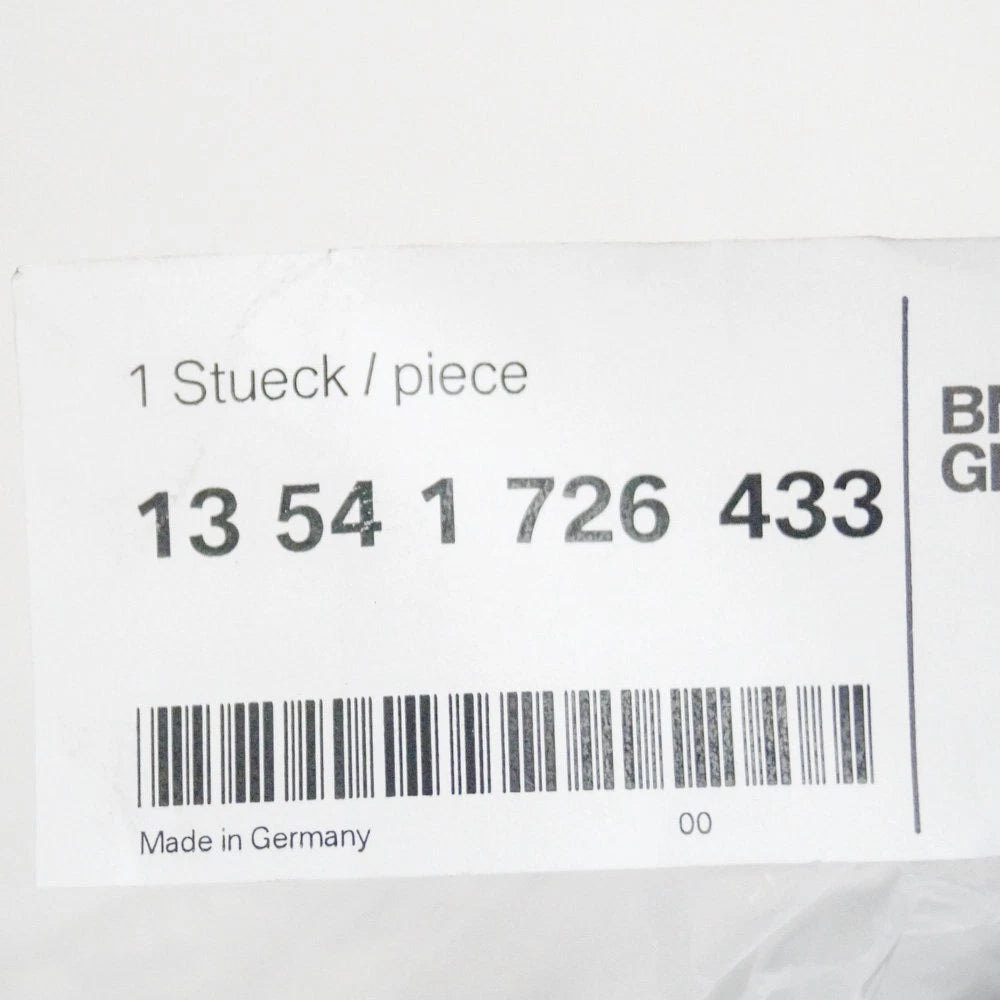 1 Stueck / piece
13 54 1 726 433
Made in Germany
00